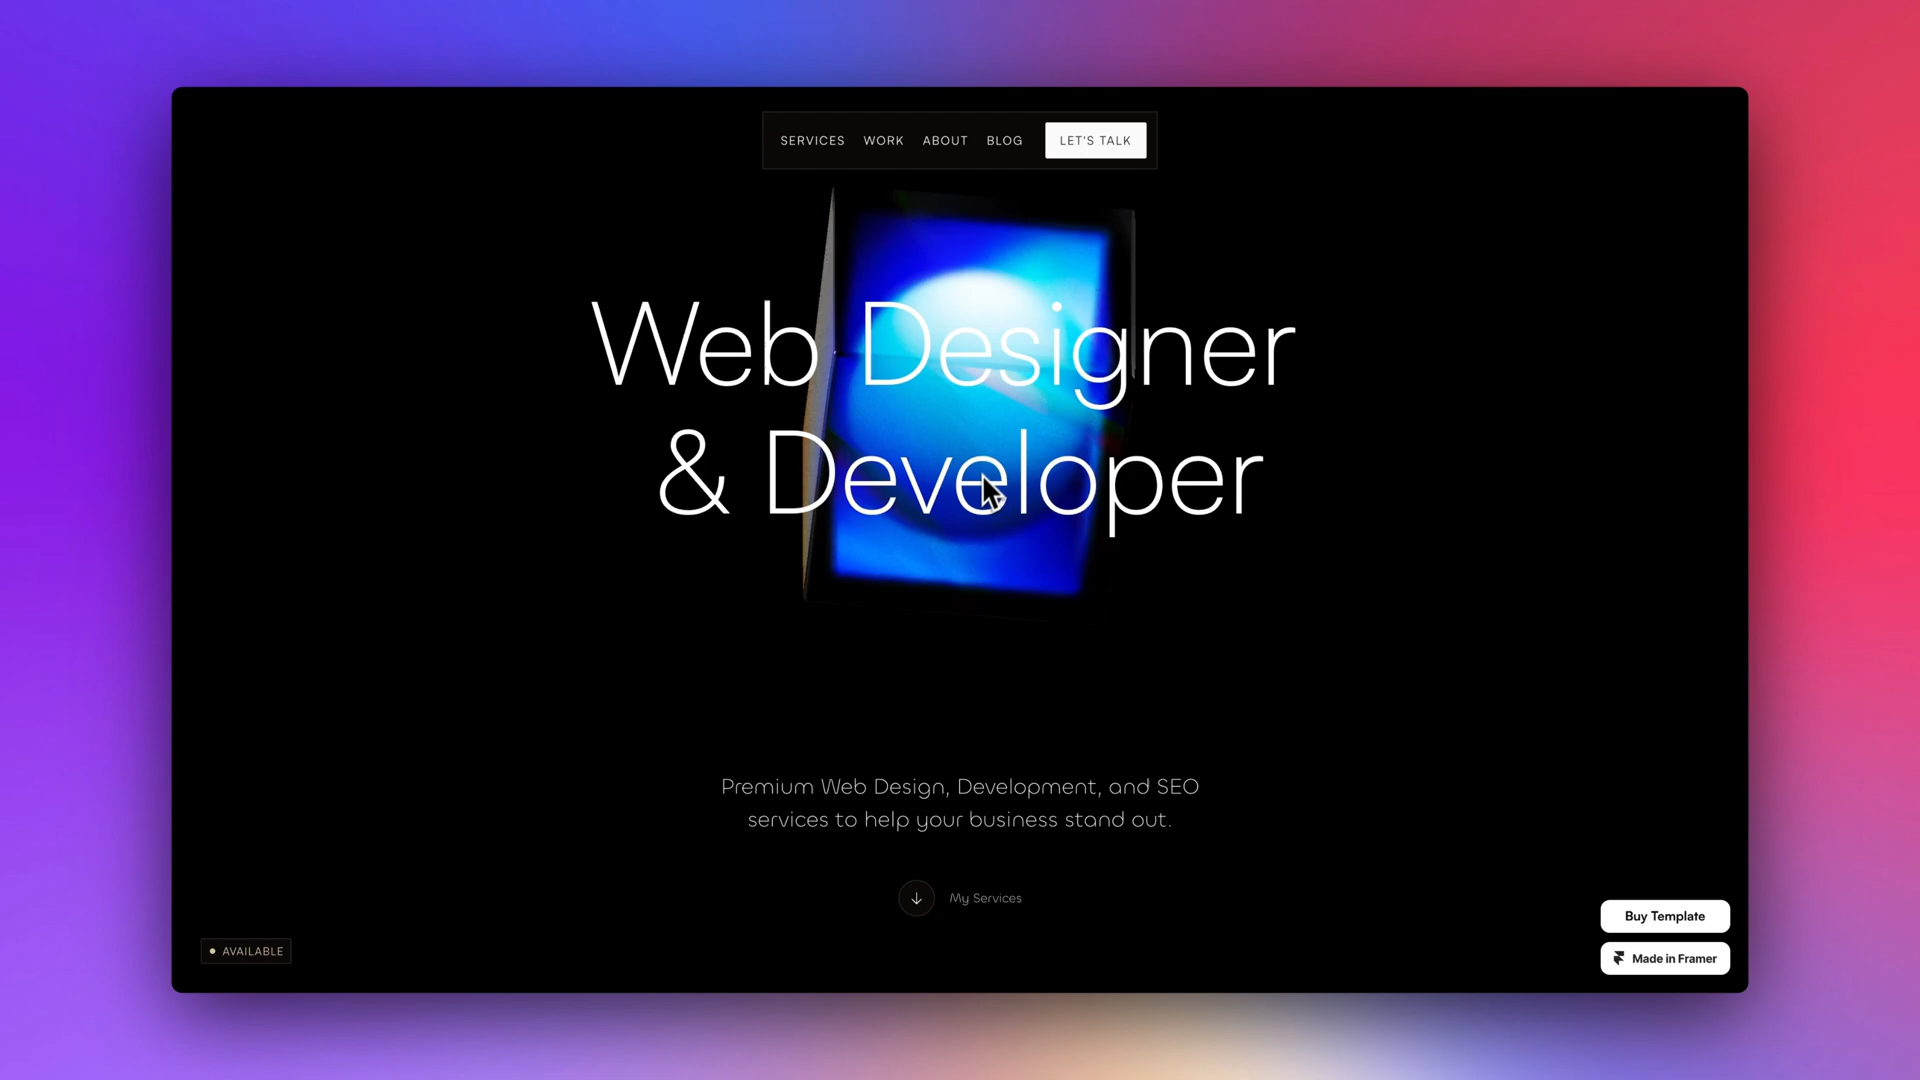 SERVICES WORK ABOUT BLOG LET'S TALK
Web Designer
& Developer
Premium Web Design, Development, and SEO
services to help your business stand out.
My Services
AVAILABLE
Buy Template
Made in Framer